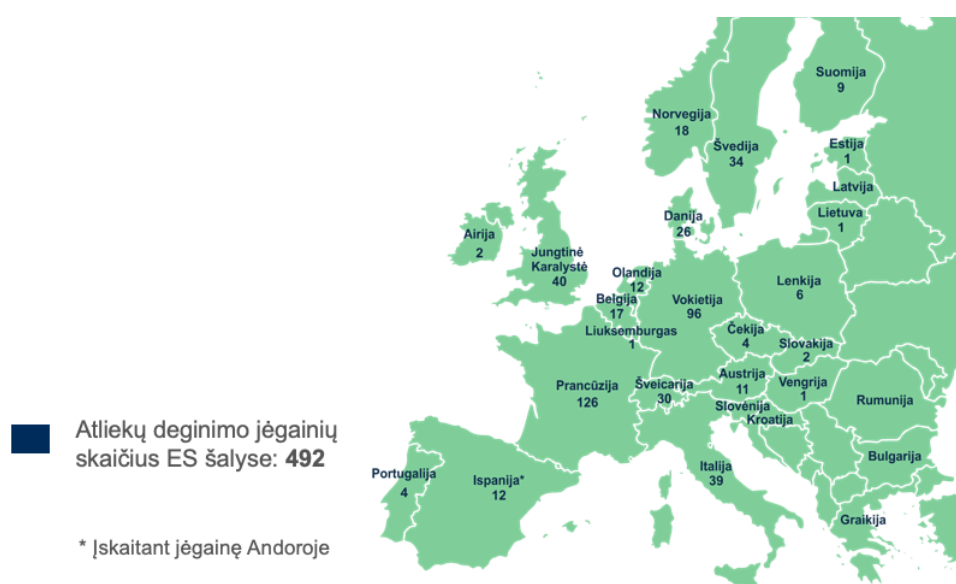 Suomija
9
Norvegija
18
Švedija
34
Estija
1
Latvija
Lietuva
1
Danija
26
Airija
2
Jungtinė
Karalystė
40
Olandija
12
Belgija
17
Liuksemburgas
1
Vokietija
96
Lenkija
6
Čekija
4
Slovakija
2
Austrija
11
Vengrija
1
Šveicarija
30
Prancūzija
126
Slovėnija
Kroatija
Rumunija
Bulgarija
Italija
39
Graikija
Portugalija
4
Ispanija*
12
Atliekų deginimo jėgainių
skaičius ES šalyse: 492
* Įskaitant jėgainę Andoroje